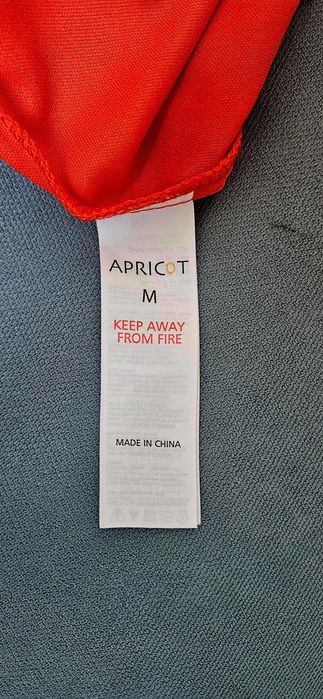 APRICOT
M
KEEP AWAY
FROM FIRE
MADE IN CHINA